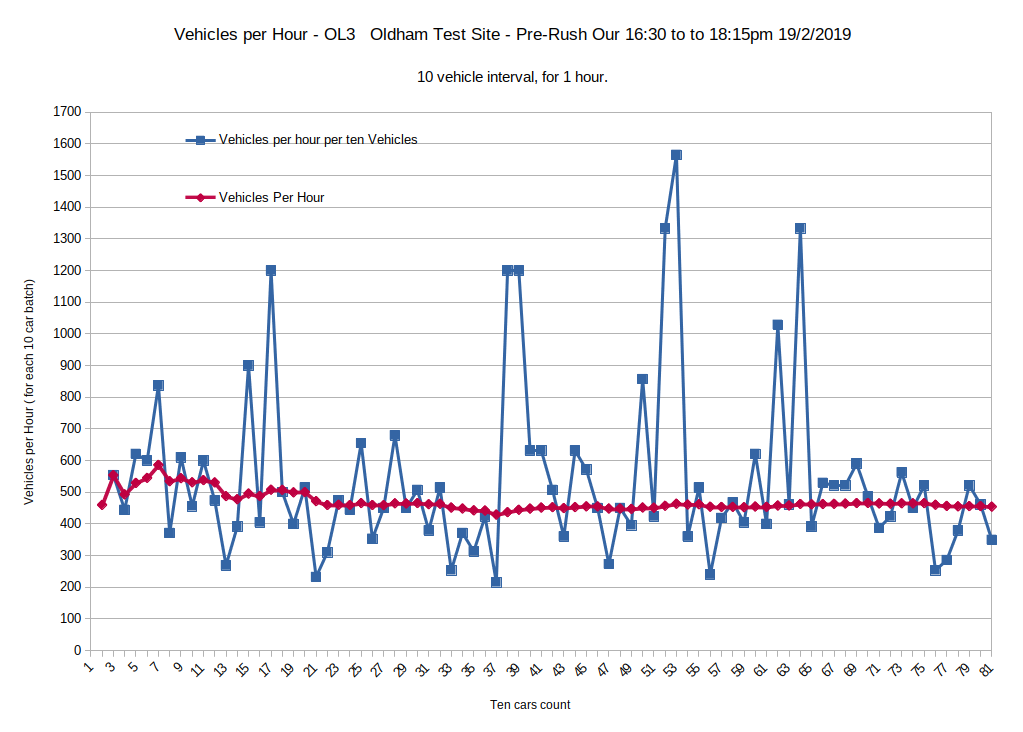 Vehicles per Hour - OL3   Oldham Test Site - Pre-Rush Our 16:30 to to 18:15pm 19/2/2019
10 vehicle interval, for 1 hour.
1700
1600
1500
1400
1300
1200
1100
1000
900
800
700
600
500
400
300
200
100
0
Vehicles per hour per ten Vehicles
Vehicles Per Hour
Vehicles per Hour ( for each 10 car batch)
1 3 5 7 9 11 13 15 17 19 21 23 25 27 29 31 33 35 37 39 41 43 45 47 49 51 53 55 57 59 61 63 65 67 69 71 73 75 77 79 81
Ten cars count